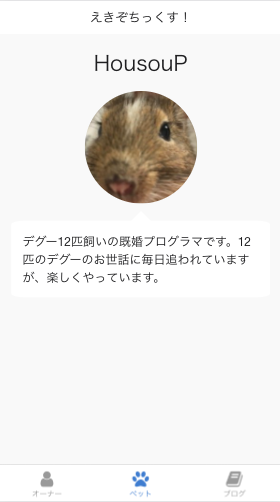 えきぞちっくす！
HousouP
デグー12匹飼いの既婚プログラマです。12
匹のデグーのお世話に毎日追われています
が、楽しくやっています。
オーナー
ペット
ブログ